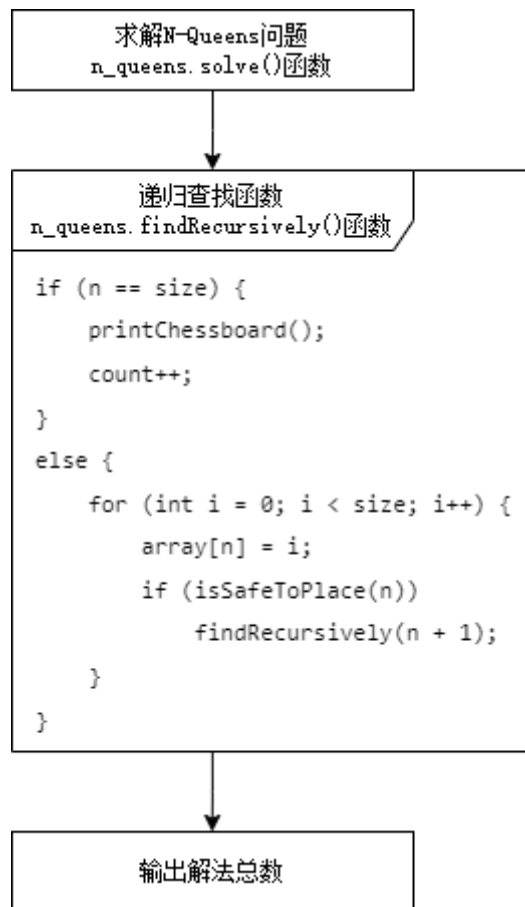 求解N-Queens问题
n_queens.solve()函数
递归查找函数
n_queens.findRecursively()函数
if (n == size) {
    printChessboard();
    count++;
}
else {
    for (int i = 0; i < size; i++) {
        array[n] = i;
        if (isSafeToPlace(n))
            findRecursively(n + 1);
    }
}
输出解法总数